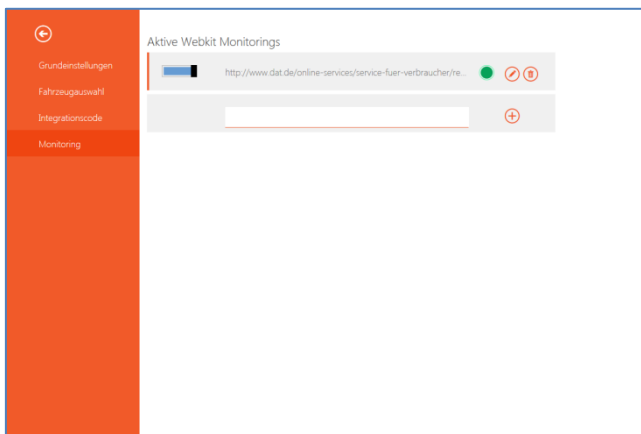 Aktive Webkit Monitorings
Grundeinstellungen
http://www.dat.de/online-services/service-fuer-verbraucher/re...
Fahrzeugauswahl
Integrationscode
Monitoring